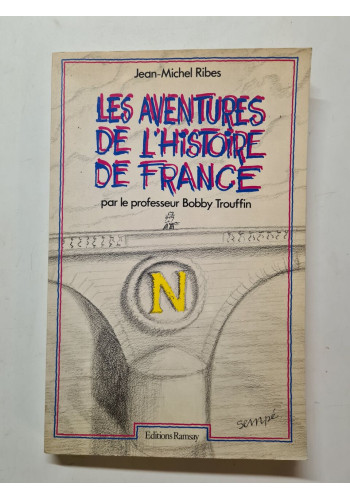 Jean-Michel Ribes
LES AVENTURES
DE L'HISTOIRE
DE FRANCE
par le professeur Bobby Trouffin
N
sempé
Editions Ramsay